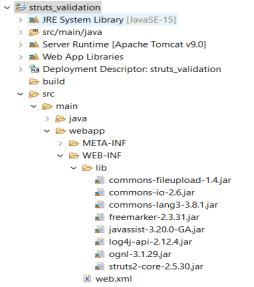 struts_validation
JRE System Library [JavaSE-15]
src/main/java
Server Runtime [Apache Tomcat v9.0]
Web App Libraries
Deployment Descriptor: struts_validation
build
src
main
java
webapp
META-INF
WEB-INF
lib
commons-fileupload-1.4.jar
commons-io-2.6.jar
commons-lang3-3.8.1.jar
freemarker-2.3.31.jar
javassist-3.20.0-GA.jar
log4j-api-2.12.4.jar
ognl-3.1.29.jar
struts2-core-2.5.30.jar
web.xml